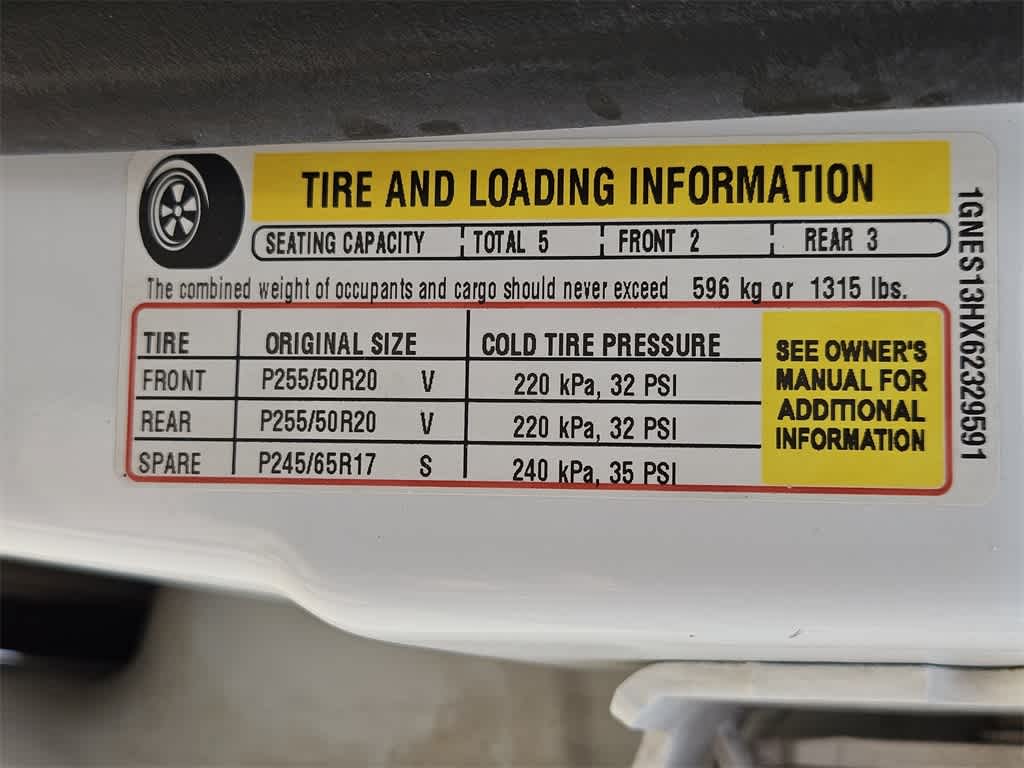 TIRE AND LOADING INFORMATION
SEATING CAPACITY TOTAL 5 FRONT 2 REAR 3
The combined weight of occupants and cargo should never exceed 596 kg or 1315 lbs.
TIRE ORIGINAL SIZE COLD TIRE PRESSURE
FRONT P255/50R20 V 220 kPa, 32 PSI
REAR P255/50R20 V 220 kPa, 32 PSI
SPARE P245/65R17 S 240 kPa, 35 PSI
SEE OWNER'S
MANUAL FOR
ADDITIONAL
INFORMATION
1GNES13HX62329591